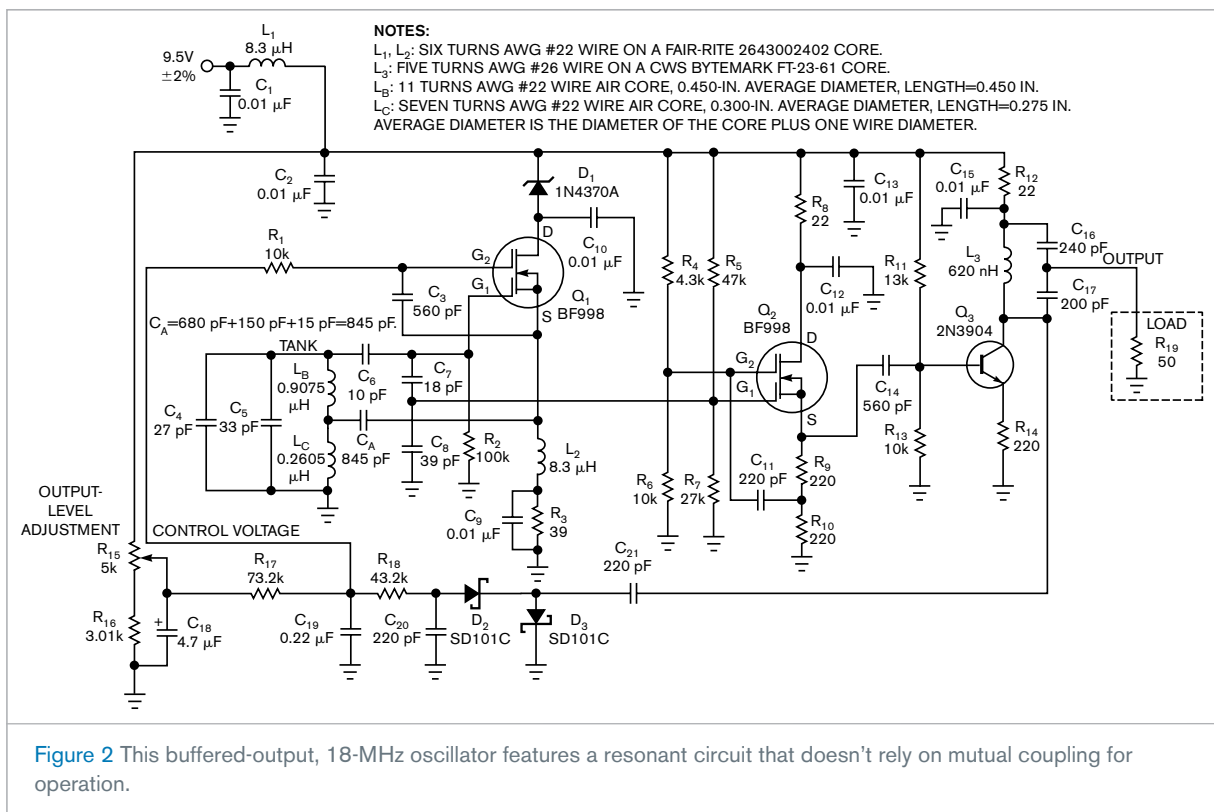 L1
8.3 µH
9.5V
±2%
C1
0.01 µF
NOTES:
L1, L2: SIX TURNS AWG #22 WIRE ON A FAIR-RITE 2643002402 CORE.
L3: FIVE TURNS AWG #26 WIRE ON A CWS BYTEMARK FT-23-61 CORE.
LB: 11 TURNS AWG #22 WIRE AIR CORE, 0.450-IN. AVERAGE DIAMETER, LENGTH=0.450 IN.
LC: SEVEN TURNS AWG #22 WIRE AIR CORE, 0.300-IN. AVERAGE DIAMETER, LENGTH=0.275 IN.
AVERAGE DIAMETER IS THE DIAMETER OF THE CORE PLUS ONE WIRE DIAMETER.
C2
0.01 µF
D1
1N4370A
C10
0.01 µF
R1
10k
C3
560 pF
G2
G1
D
S
Q1
BF998
R4
4.3k
R5
47k
R8
22
C13
0.01 µF
C12
0.01 µF
C15
0.01 µF
R12
22
R11
13k
L3
620 nH
C16
240 pF
OUTPUT
C17
200 pF
LOAD
R19
50
Q2
BF998
D
G2
G1
S
Q3
2N3904
C14
560 pF
R13
10k
R14
220
CA=680 pF+150 pF+15 pF=845 pF.
TANK
LB
0.9075
µH
C6
10 pF
C7
18 pF
C4
27 pF
C5
33 pF
LC
0.2605
µH
CA
845 pF
C8
39 pF
R2
100k
L2
8.3 µH
C9
0.01 µF
R3
39
R6
10k
R7
27k
C11
220 pF
R9
220
R10
220
OUTPUT-
LEVEL
ADJUSTMENT
CONTROL VOLTAGE
R15
5k
R16
3.01k
C18
4.7 µF
+
R17
73.2k
R18
43.2k
C19
0.22 µF
C20
220 pF
D2
SD101C
D3
SD101C
C21
220 pF
Figure 2 This buffered-output, 18-MHz oscillator features a resonant circuit that doesn't rely on mutual coupling for
operation.